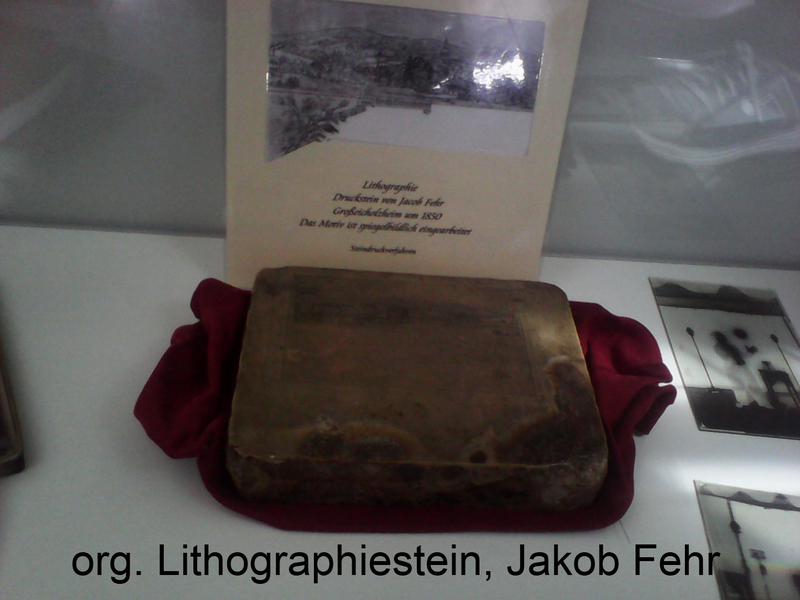 Lithographie
Druckstein von Jacob Fehr
Großeicholzheim um 1850
Das Motiv ist spiegelbildlich eingearbeitet
Steindruckverfahren
org. Lithographiestein, Jakob Fehr